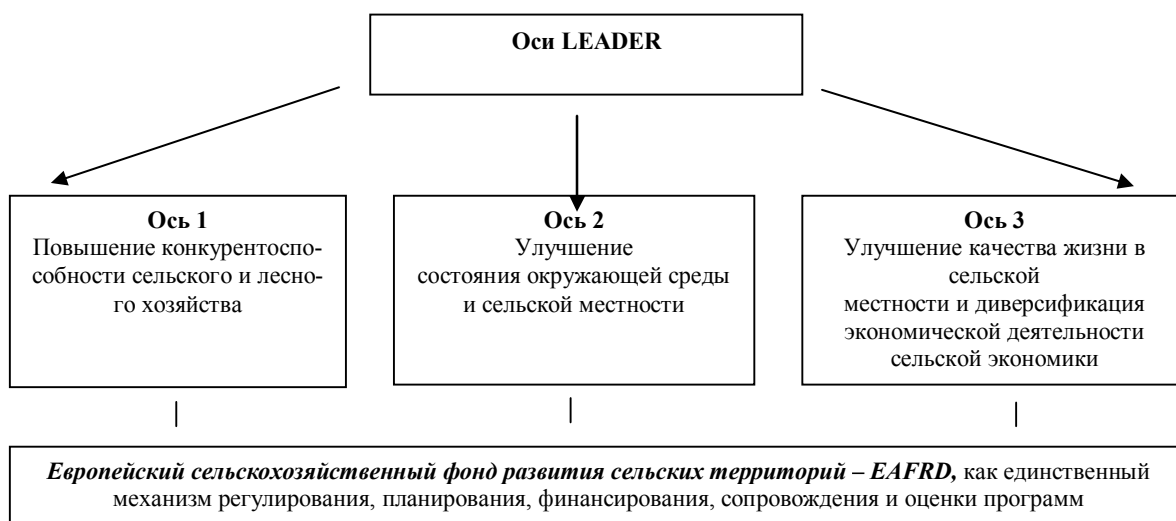 Оси LEADER
Ось 1
Повышение конкурентоспо-
собности сельского и лесно-
го хозяйства
Ось 2
Улучшение
состояния окружающей среды
и сельской местности
Ось 3
Улучшение качества жизни в
сельской
местности и диверсификация
экономической деятельности
сельской экономики
Европейский сельскохозяйственный фонд развития сельских территорий – EAFRD, как единственный
механизм регулирования, планирования, финансирования, сопровождения и оценки программ